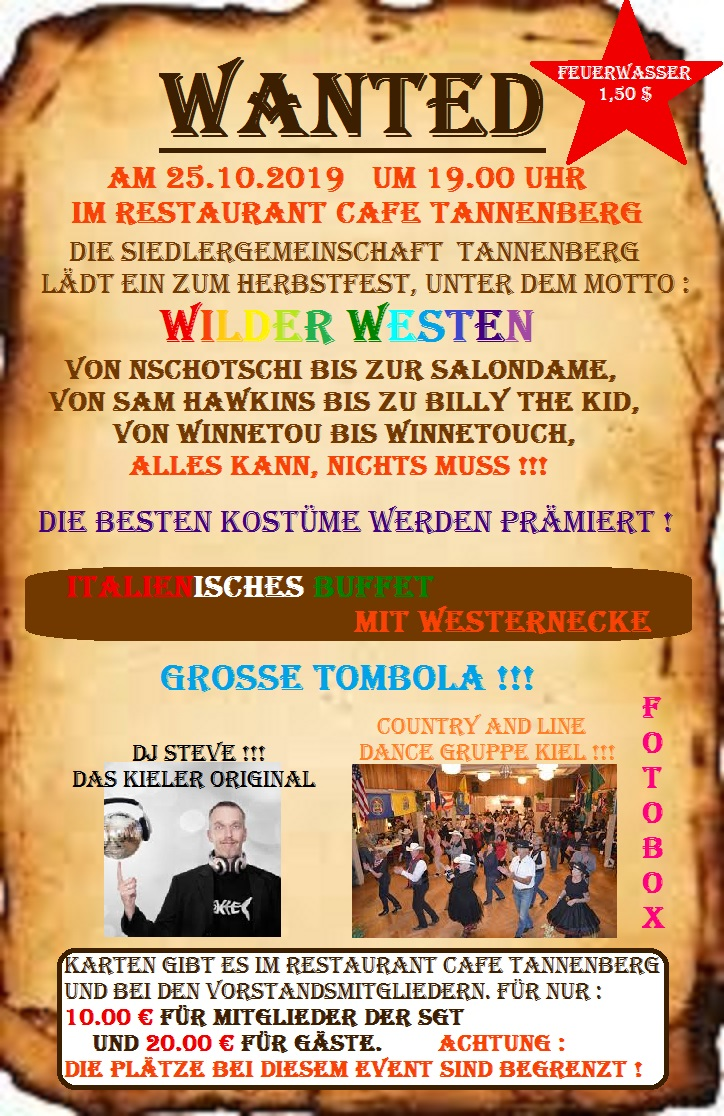 FEUERWASSER
1,50 $
WANTED
AM 25.10.2019 UM 19.00 UHR
IM RESTAURANT CAFE TANNENBERG
DIE SIEDLERGEMEINSCHAFT TANNENBERG
LÄDT EIN ZUM HERBSTFEST, UNTER DEM MOTTO :
WILDER WESTEN
VON NSCHOTSCHI BIS ZUR SALONDAME,
VON SAM HAWKINS BIS ZU BILLY THE KID,
VON WINNETOU BIS WINNETOUCH,
ALLES KANN, NICHTS MUSS !!!
DIE BESTEN KOSTÜME WERDEN PRÄMIERT !
ITALIENISCHES BUFFET
MIT WESTERNECKE
GROSSE TOMBOLA !!!
DJ STEVE !!!
DAS KIELER ORIGINAL
COUNTRY AND LINE
DANCE GRUPPE KIEL !!!
FOTOBOX
KARTEN GIBT ES IM RESTAURANT CAFE TANNENBERG
UND BEI DEN VORSTANDSMITGLIEDERN. FÜR NUR :
10.00 € FÜR MITGLIEDER DER SGT
UND 20.00 € FÜR GÄSTE. ACHTUNG :
DIE PLÄTZE BEI DIESEM EVENT SIND BEGRENZT !